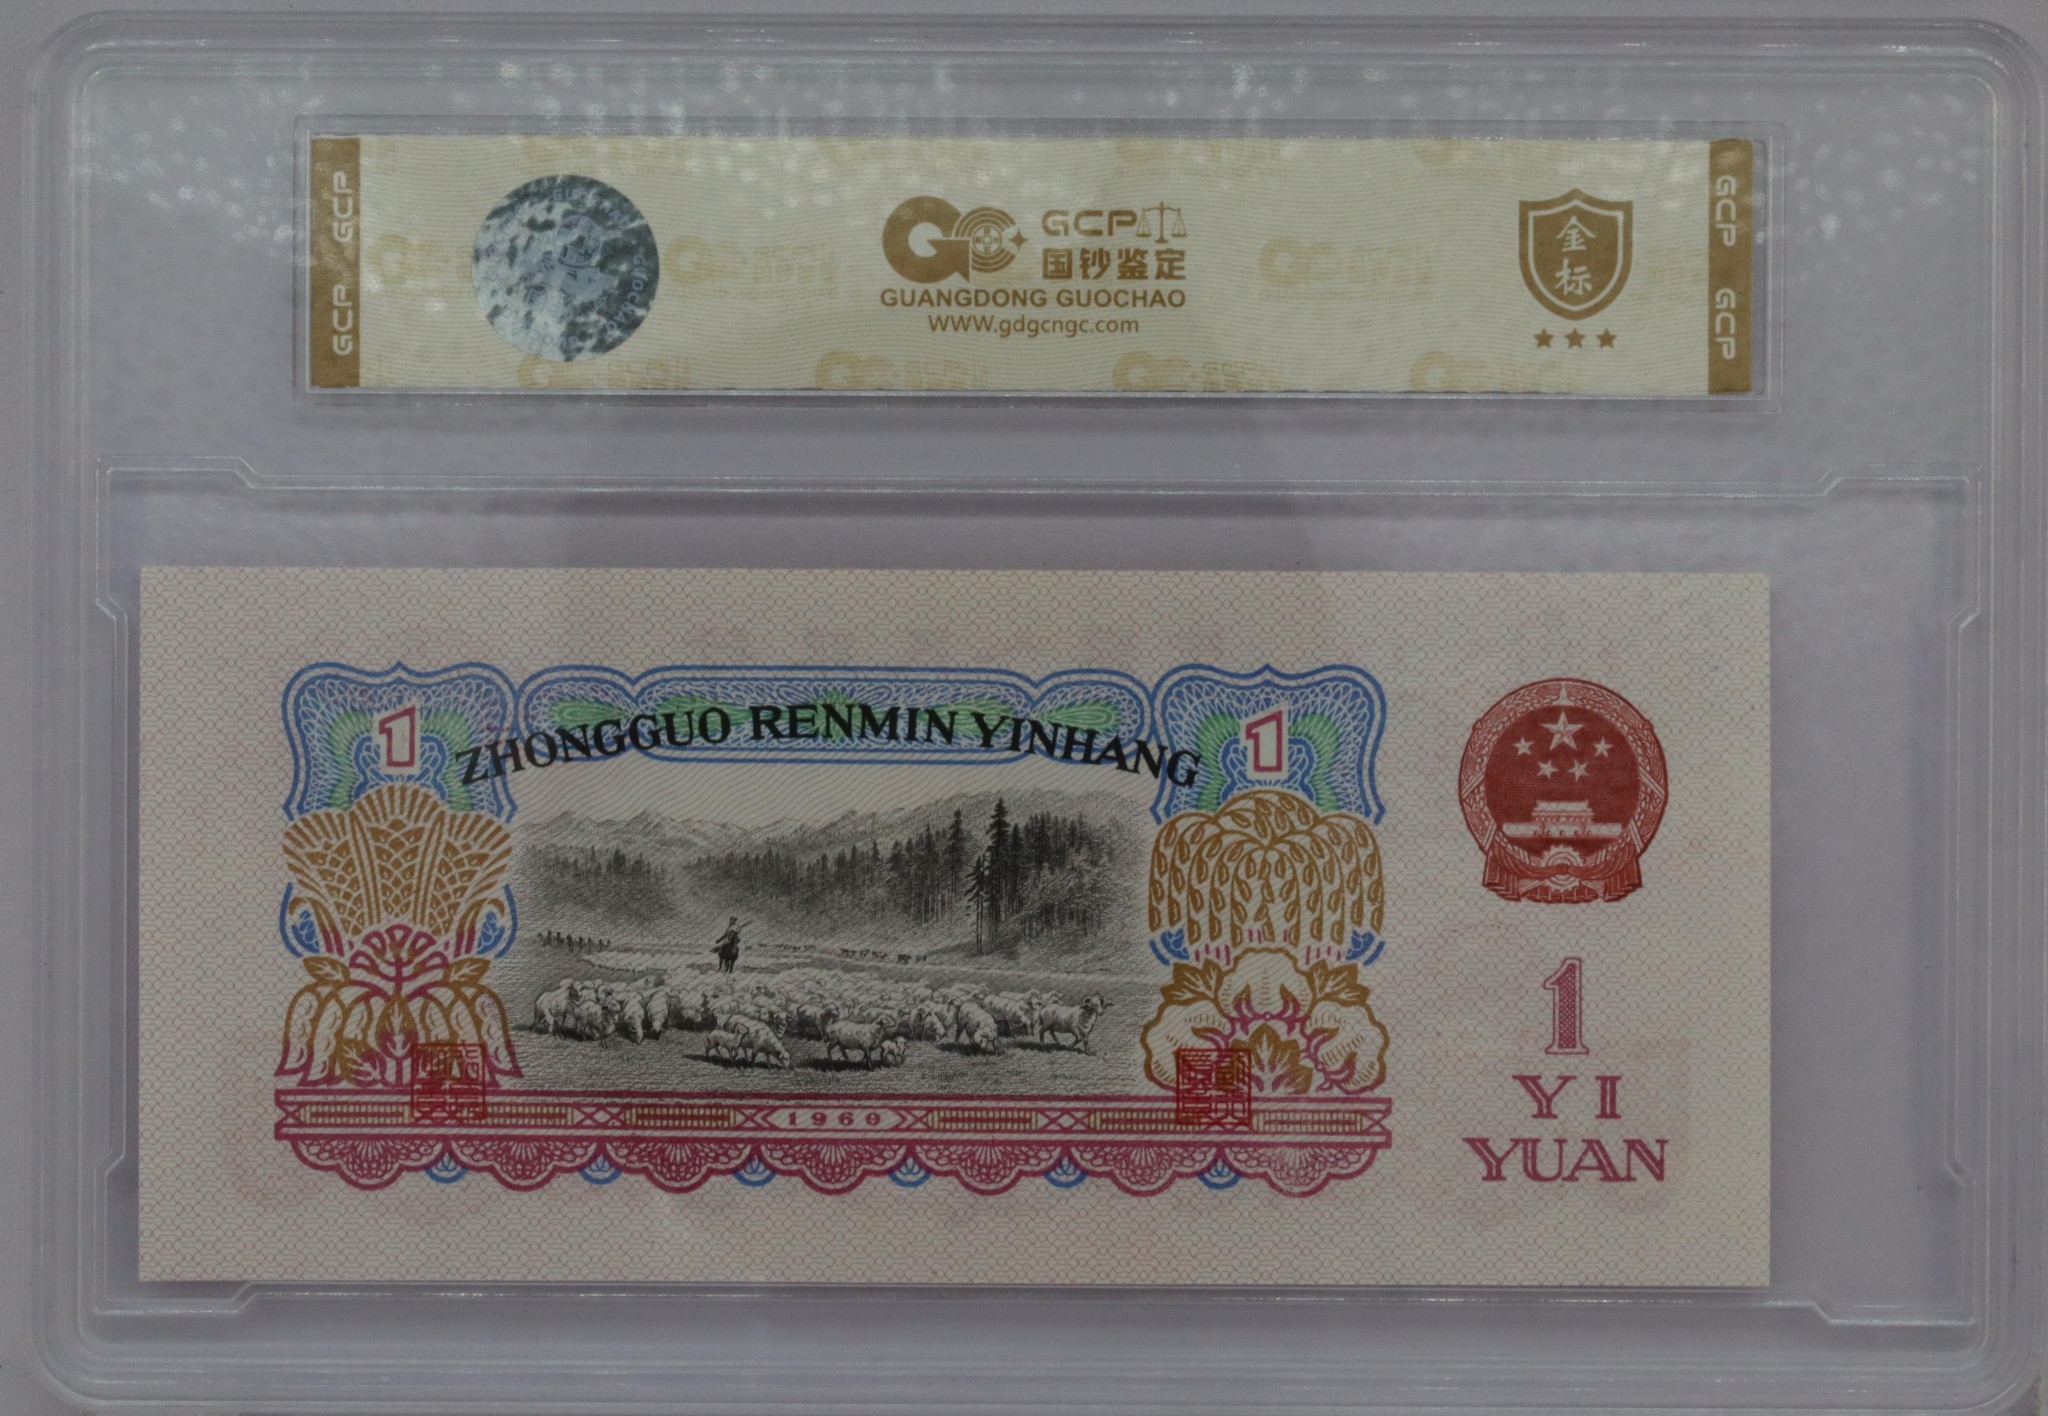 GCP GCP
GCP
国钞鉴定
GUANGDONG GUOCHAO
WWW.gdgcngc.com
金
标
GCP GCP
1
ZHONGGUO RENMIN YINHANG
1
1960
1
YI
YUAN